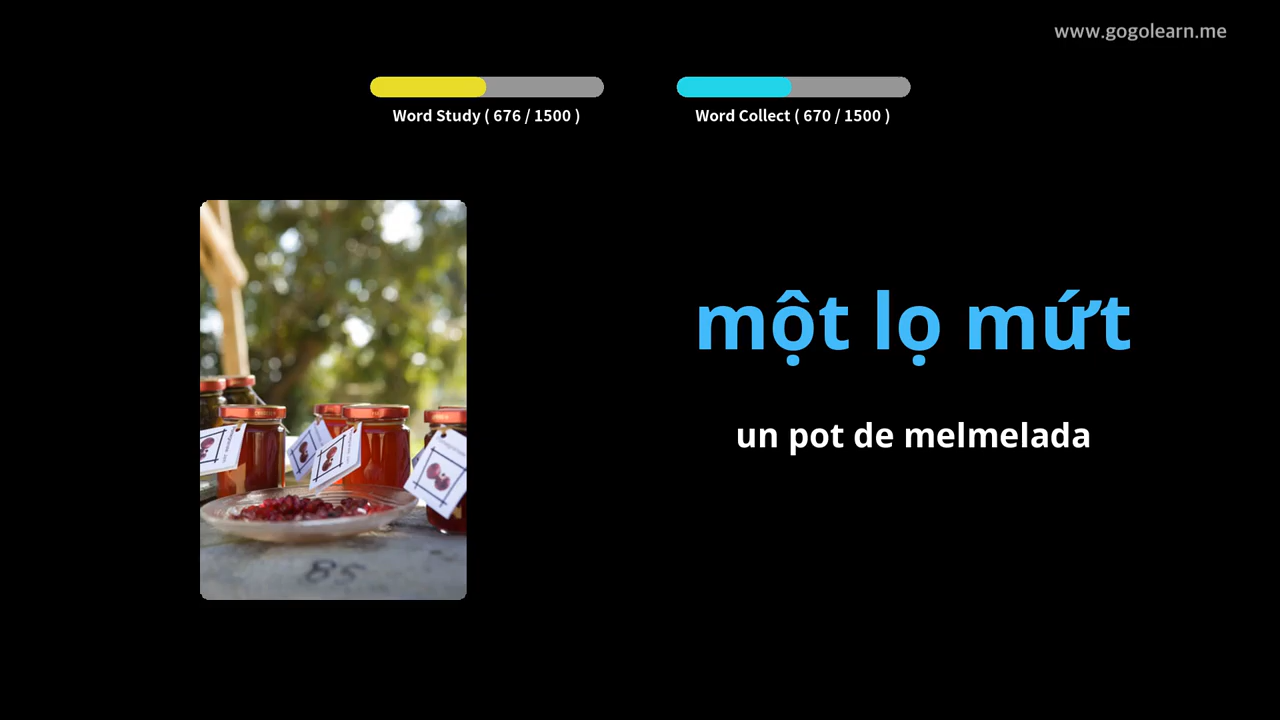 www.gogolearn.me
Word Study ( 676 / 1500 )
Word Collect ( 670 / 1500 )
một lọ mứt
un pot de melmelada
85